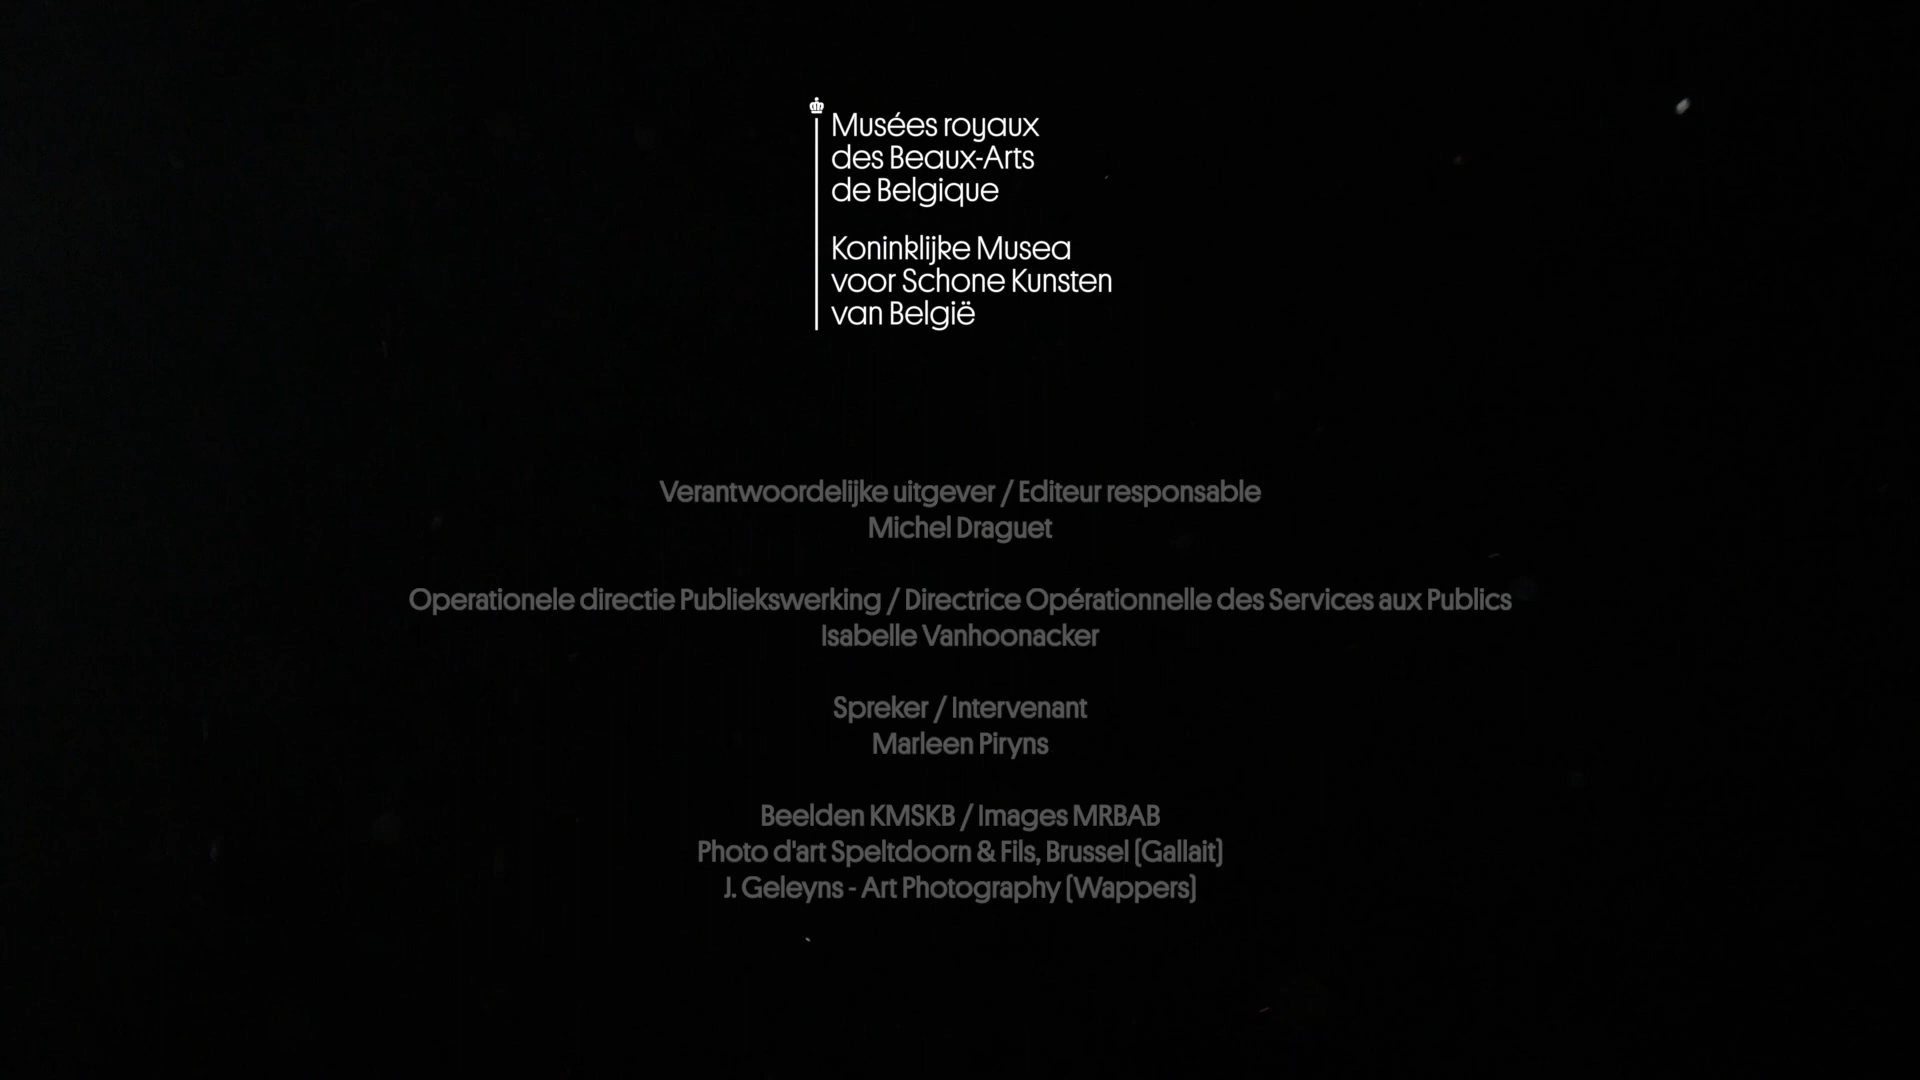 Musées royaux
des Beaux-Arts
de Belgique
Koninklijke Musea
voor Schone Kunsten
van België
Verantwoordelijke uitgever / Editeur responsable
Michel Draguet
Operationele directie Publiekswerking / Directrice Opérationnelle des Services aux Publics
Isabelle Vanhoonacker
Spreker / Intervenant
Marleen Piryns
Beelden KMSKB / Images MRBAB
Photo d'art Speltdoorn & Fils, Brussel (Gallait)
J. Geleyns - Art Photography (Wappers)